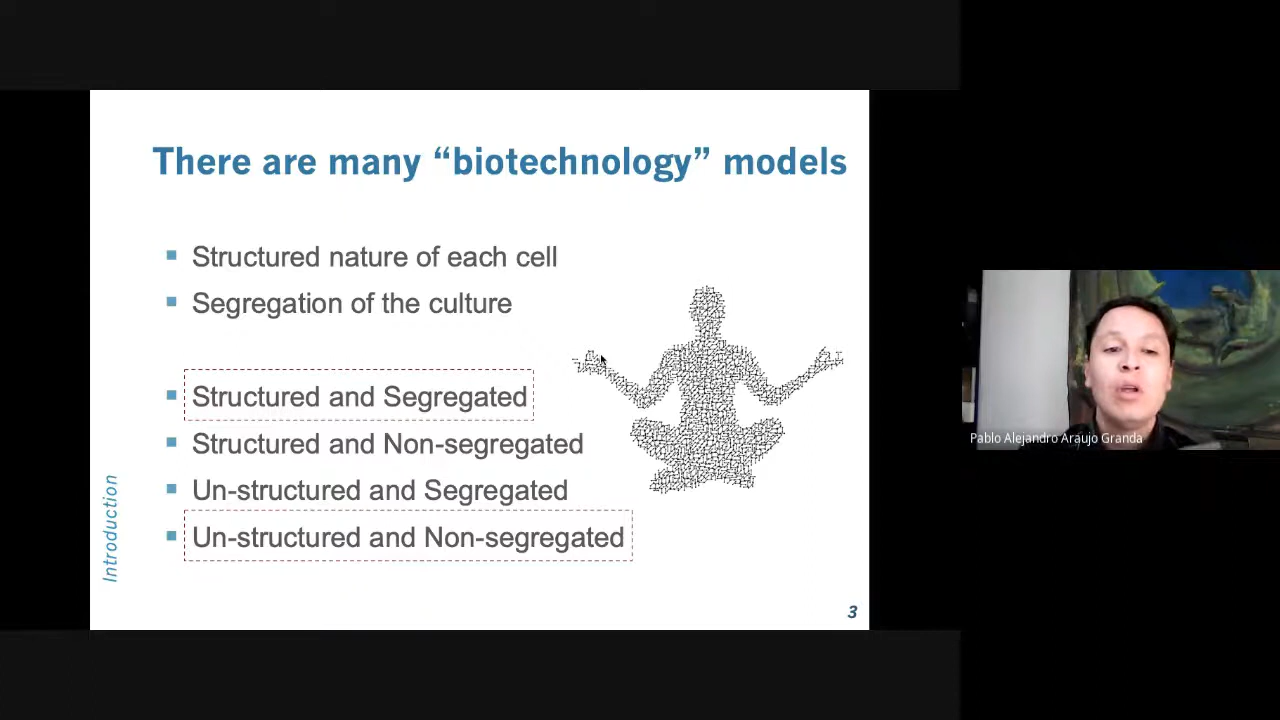 There are many “biotechnology” models
Structured nature of each cell
Segregation of the culture
Structured and Segregated
Structured and Non-segregated
Un-structured and Segregated
Un-structured and Non-segregated
Introduction
3
Pablo Alejandro Araujo Granda